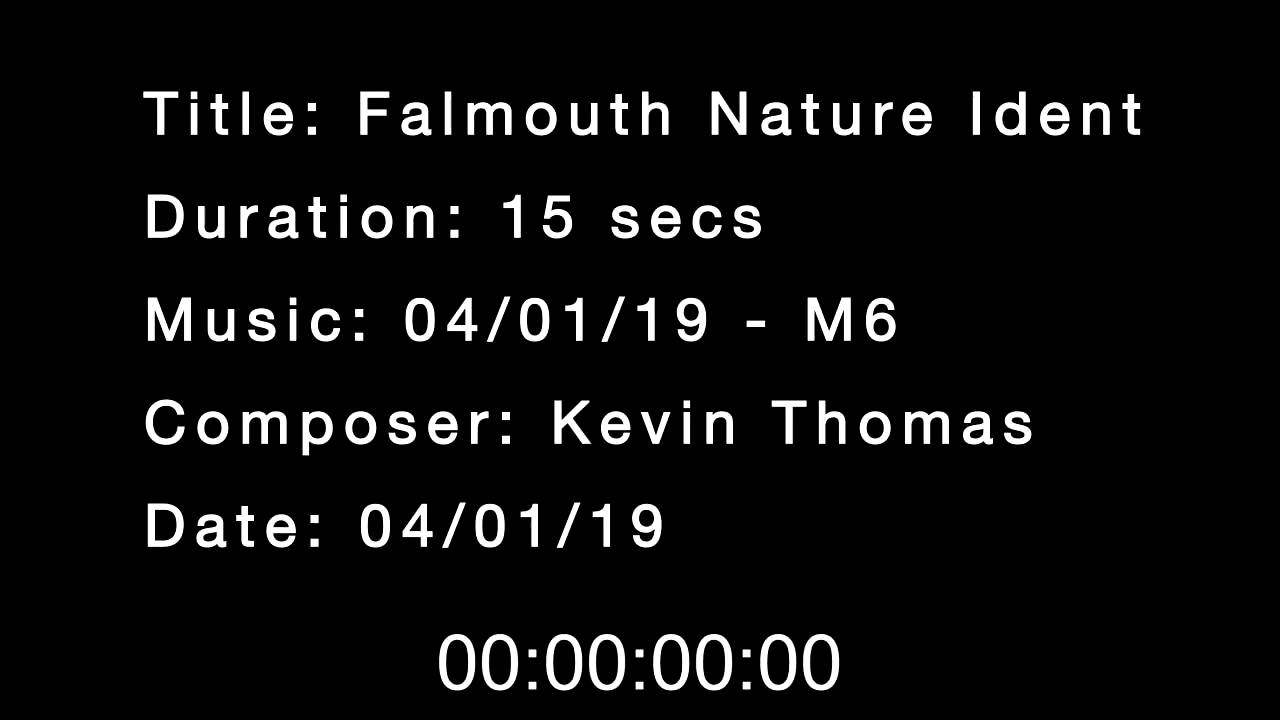 Title: Falmouth Nature Ident
Duration: 15 secs
Music: 04/01/19 - M6
Composer: Kevin Thomas
Date: 04/01/19
00:00:00:00